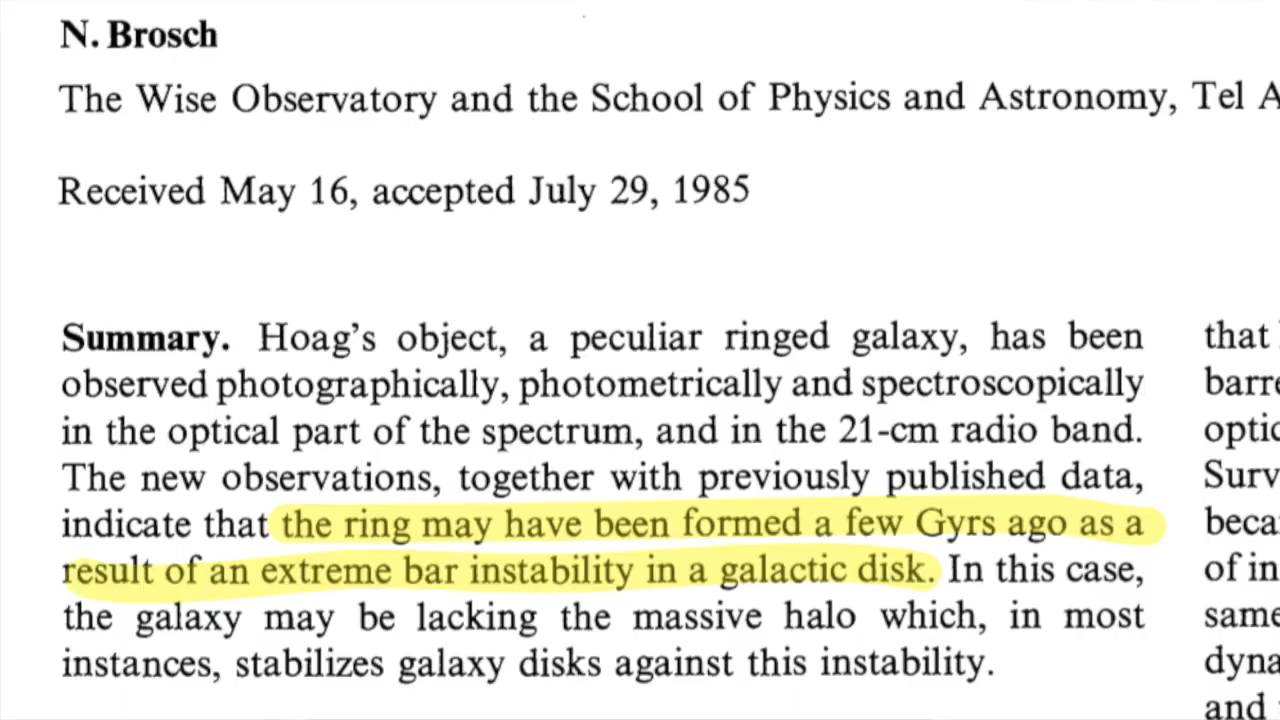 N. Brosch
The Wise Observatory and the School of Physics and Astronomy, Tel A
Received May 16, accepted July 29, 1985
Summary. Hoag's object, a peculiar ringed galaxy, has been
observed photographically, photometrically and spectroscopically
in the optical part of the spectrum, and in the 21-cm radio band.
The new observations, together with previously published data,
indicate that the ring may have been formed a few Gyrs ago as a
result of an extreme bar instability in a galactic disk. In this case,
the galaxy may be lacking the massive halo which, in most
instances, stabilizes galaxy disks against this instability.
that
barre
optic
Surv
beca
of in
same
dyna
and